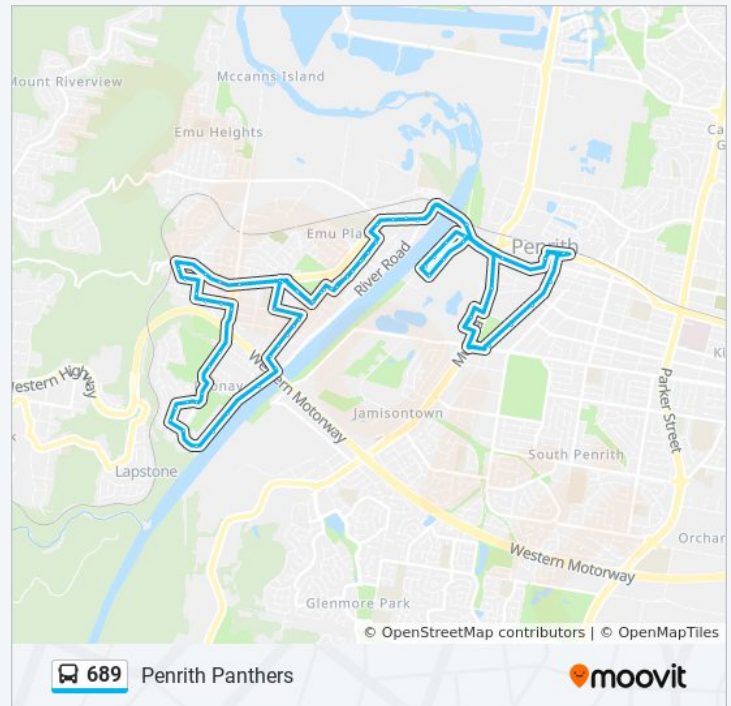 Mount Riverview
Mccanns Island
Emu Heights
Emu Pla
River Road
Penrith
Western Motorway
Parker Street
Western Highway
Jamisontown
Lapstone
South Penrith
Orchar
Western Motorway
Glenmore Park
© OpenStreetMap contributors | © OpenMapTiles
689 Penrith Panthers
moovit